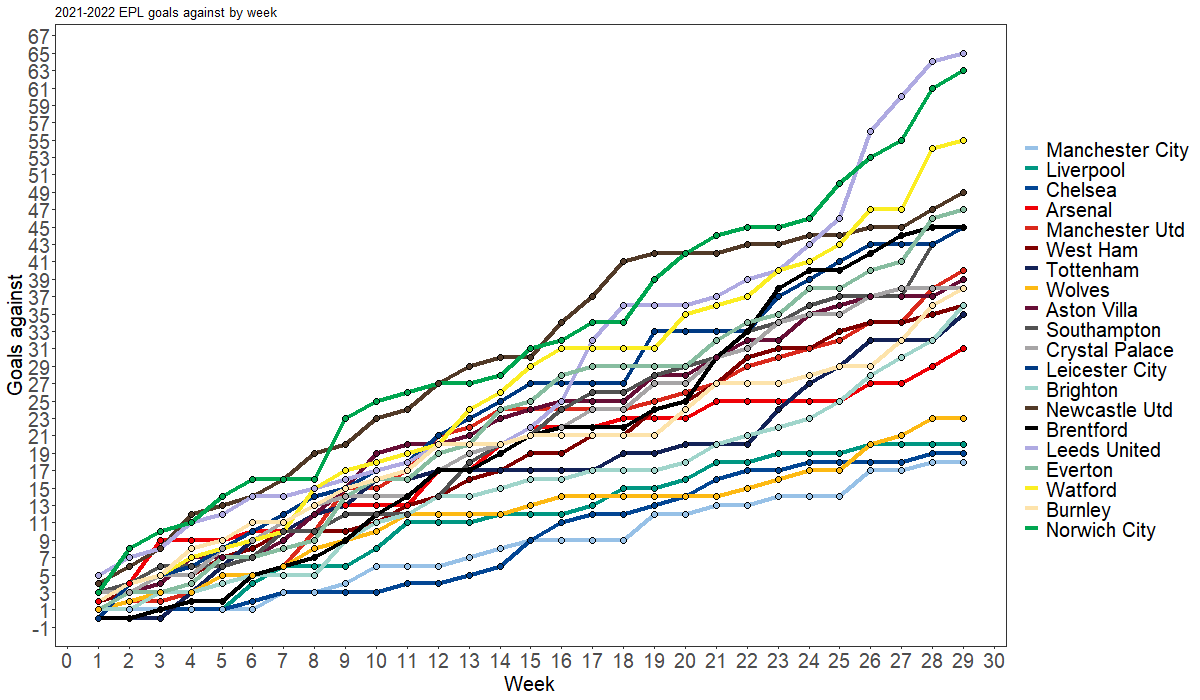 2021-2022 EPL goals against by week
Goals against
67
65
63
61
59
57
55
53
51
49
47
45
43
41
39
37
35
33
31
29
27
25
23
21
19
17
15
13
11
9
7
5
3
1
-1
0 1 2 3 4 5 6 7 8 9 10 11 12 13 14 15 16 17 18 19 20 21 22 23 24 25 26 27 28 29 30
Week
Manchester City
Liverpool
Chelsea
Arsenal
Manchester Utd
West Ham
Tottenham
Wolves
Aston Villa
Southampton
Crystal Palace
Leicester City
Brighton
Newcastle Utd
Brentford
Leeds United
Everton
Watford
Burnley
Norwich City